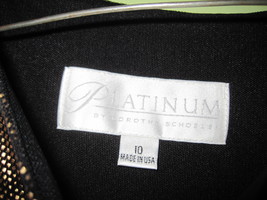 PLATINUM
BY DOROTHY SCHOELEN
10
MADE IN USA